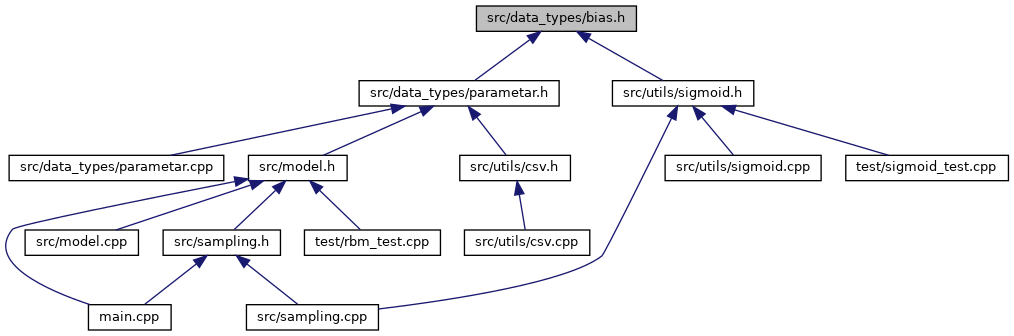 src/data_types/bias.h
src/data_types/parametar.h
src/utils/sigmoid.h
src/data_types/parametar.cpp
src/model.h
src/utils/csv.h
src/utils/sigmoid.cpp
test/sigmoid_test.cpp
src/model.cpp
src/sampling.h
test/rbm_test.cpp
src/utils/csv.cpp
main.cpp
src/sampling.cpp